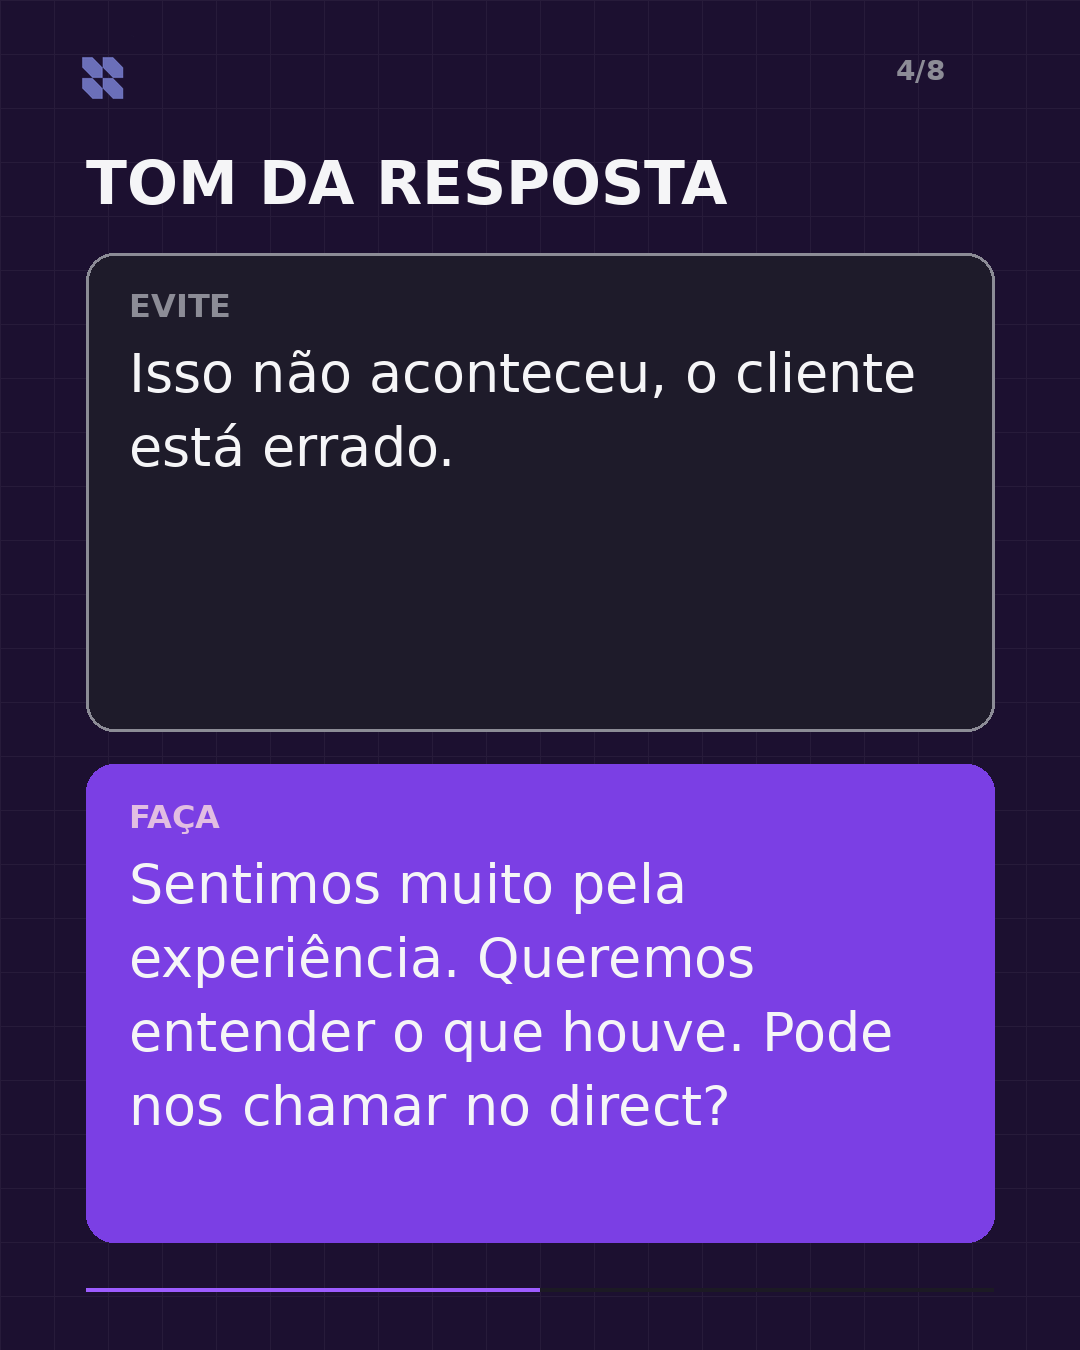 4/8
TOM DA RESPOSTA
EVITE
Isso não aconteceu, o cliente
está errado.
FAÇA
Sentimos muito pela
experiência. Queremos
entender o que houve. Pode
nos chamar no direct?